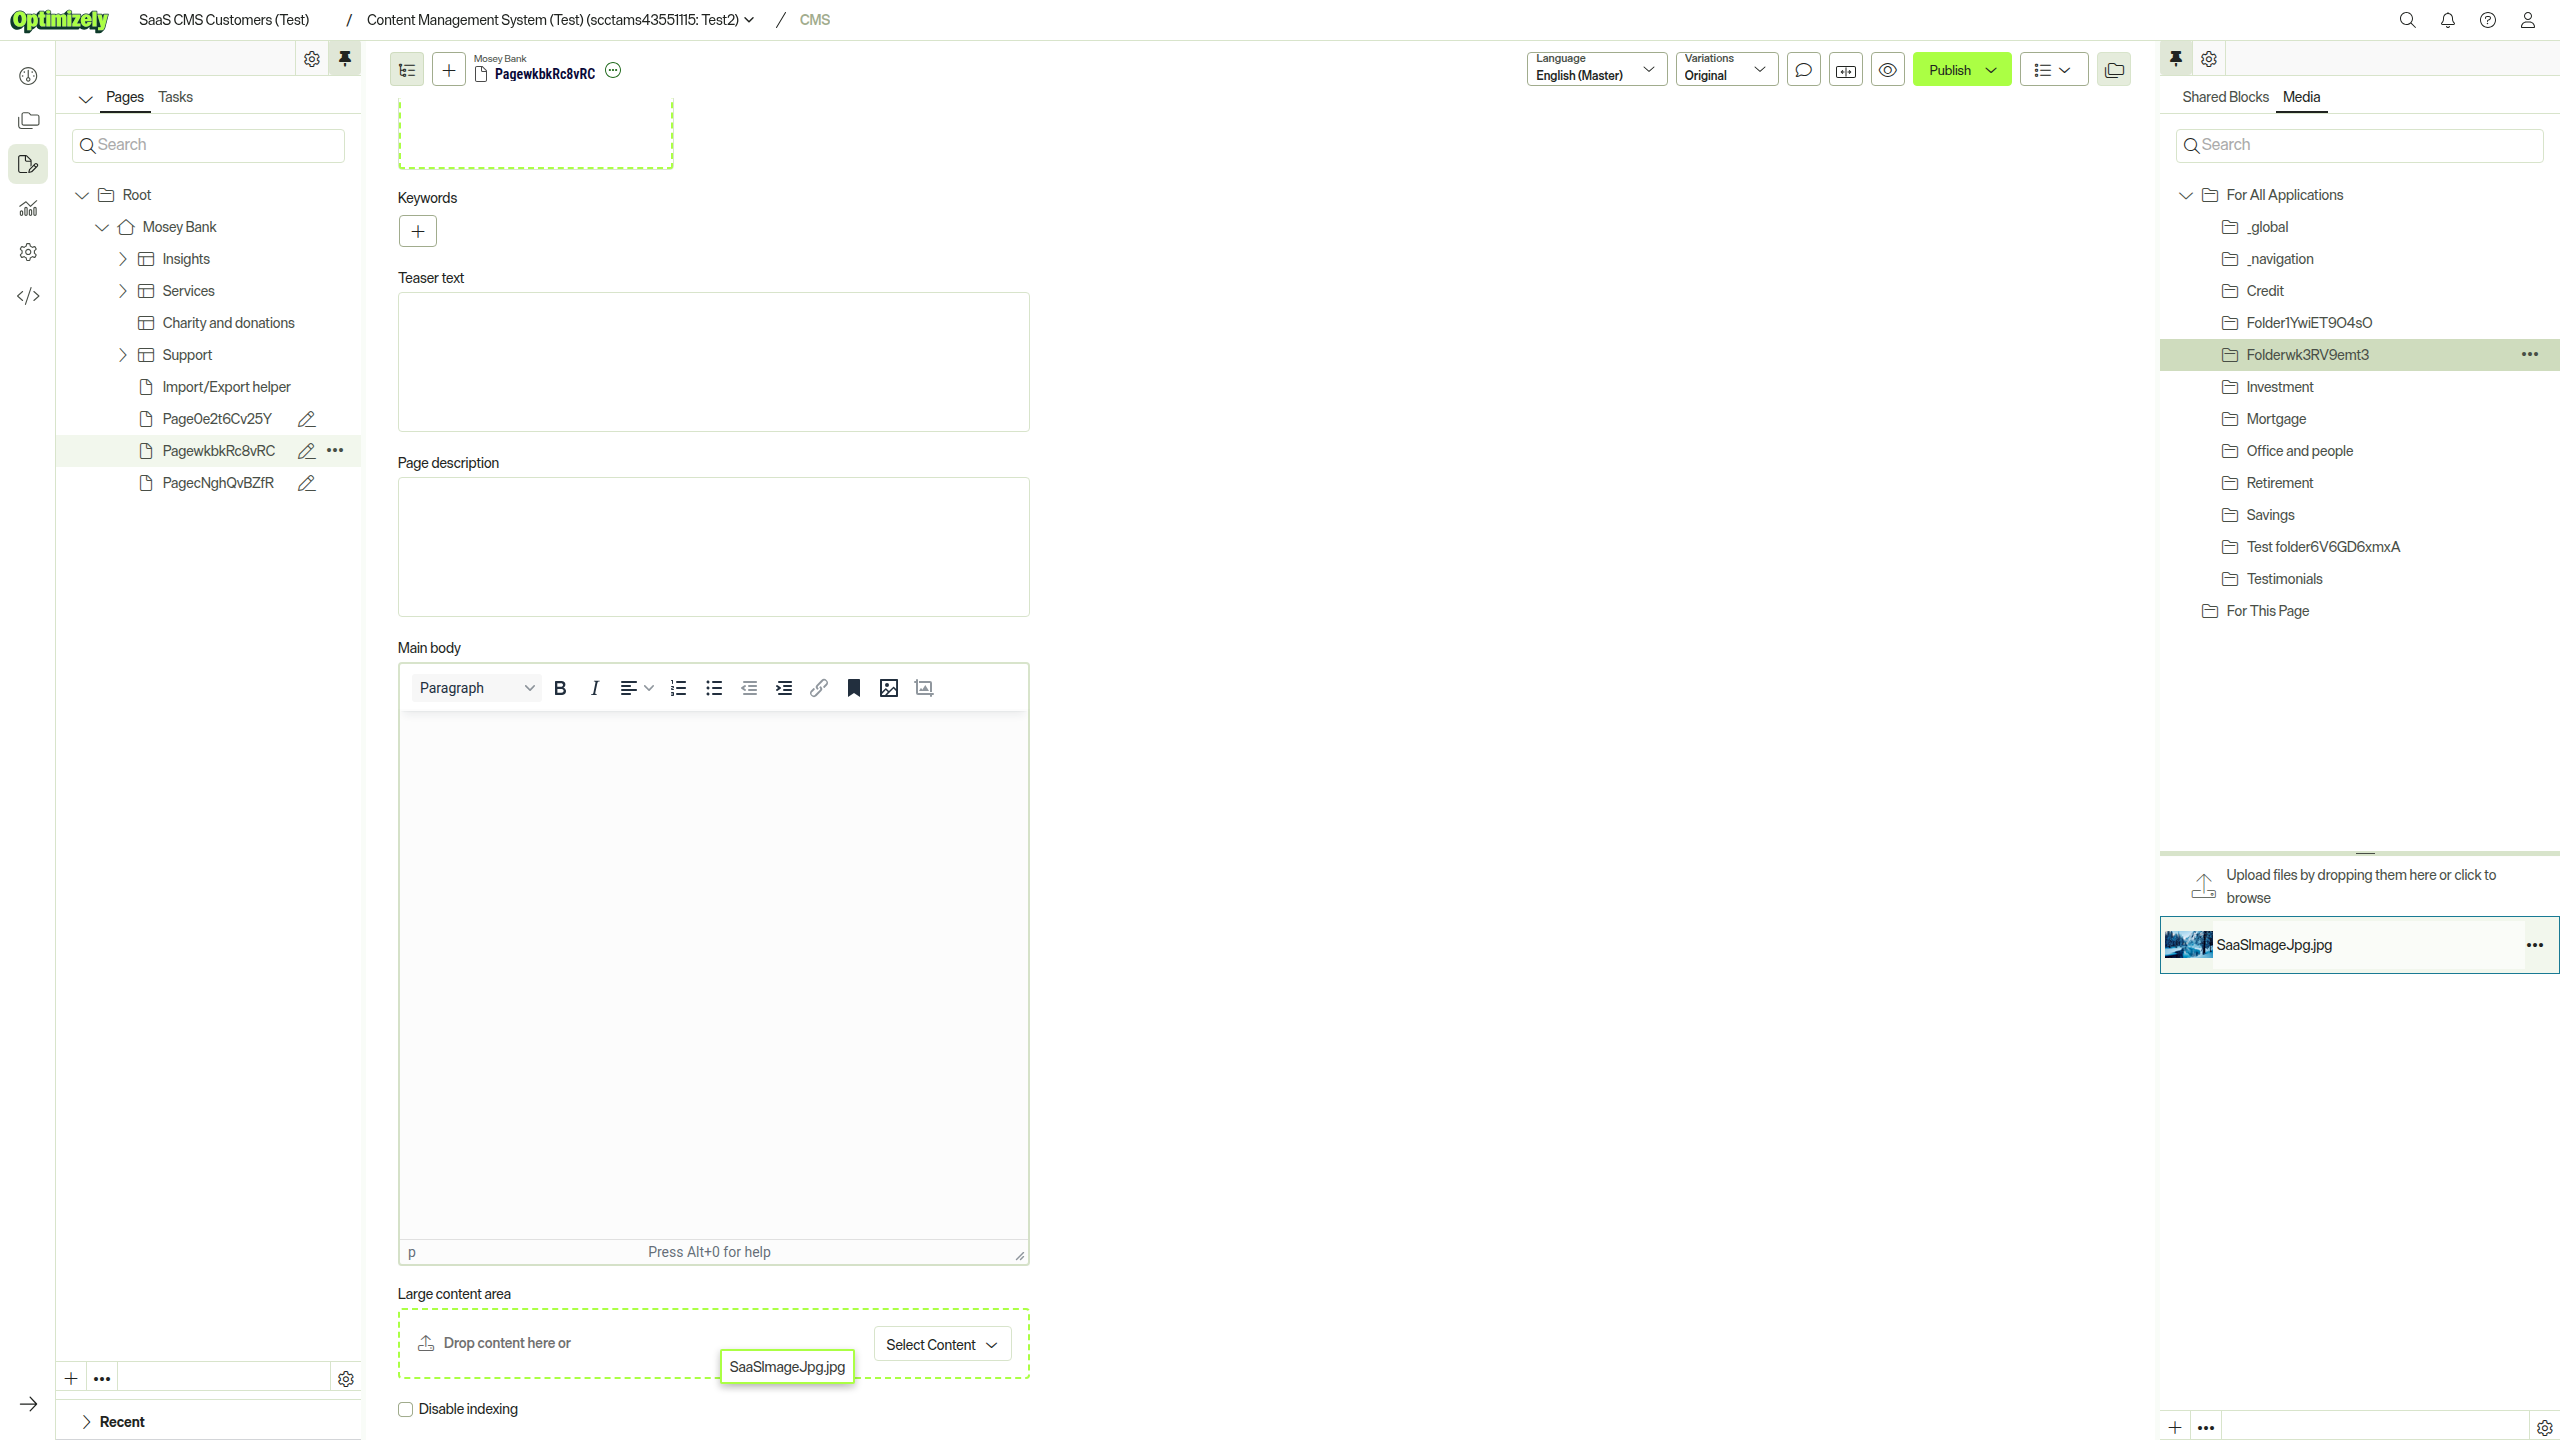 Optimizely
SaaS CMS Customers (Test) / Content Management System (Test) (scctams43551115: Test2) / CMS
Pages Tasks
Search
Root
Mosey Bank
Insights
Services
Charity and donations
Support
Import/Export helper
Page0e2t6Cv25Y
PagewkbkRc8vRC
PagecNghQvBZfR
Recent
Mosey Bank
PagewkbkRc8vRC
Language
English (Master)
Variations
Original
Publish
Keywords
Teaser text
Page description
Main body
Paragraph B I
p Press Alt+0 for help
Large content area
Drop content here or
Select Content
SaaSImageJpg.jpg
Disable indexing
Shared Blocks Media
Search
For All Applications
_global
_navigation
Credit
Folder1YwiET9O4sO
Folderwk3RV9emt3
Investment
Mortgage
Office and people
Retirement
Savings
Test folder6V6GD6xmxA
Testimonials
For This Page
Upload files by dropping them here or click to
browse
SaaSImageJpg.jpg